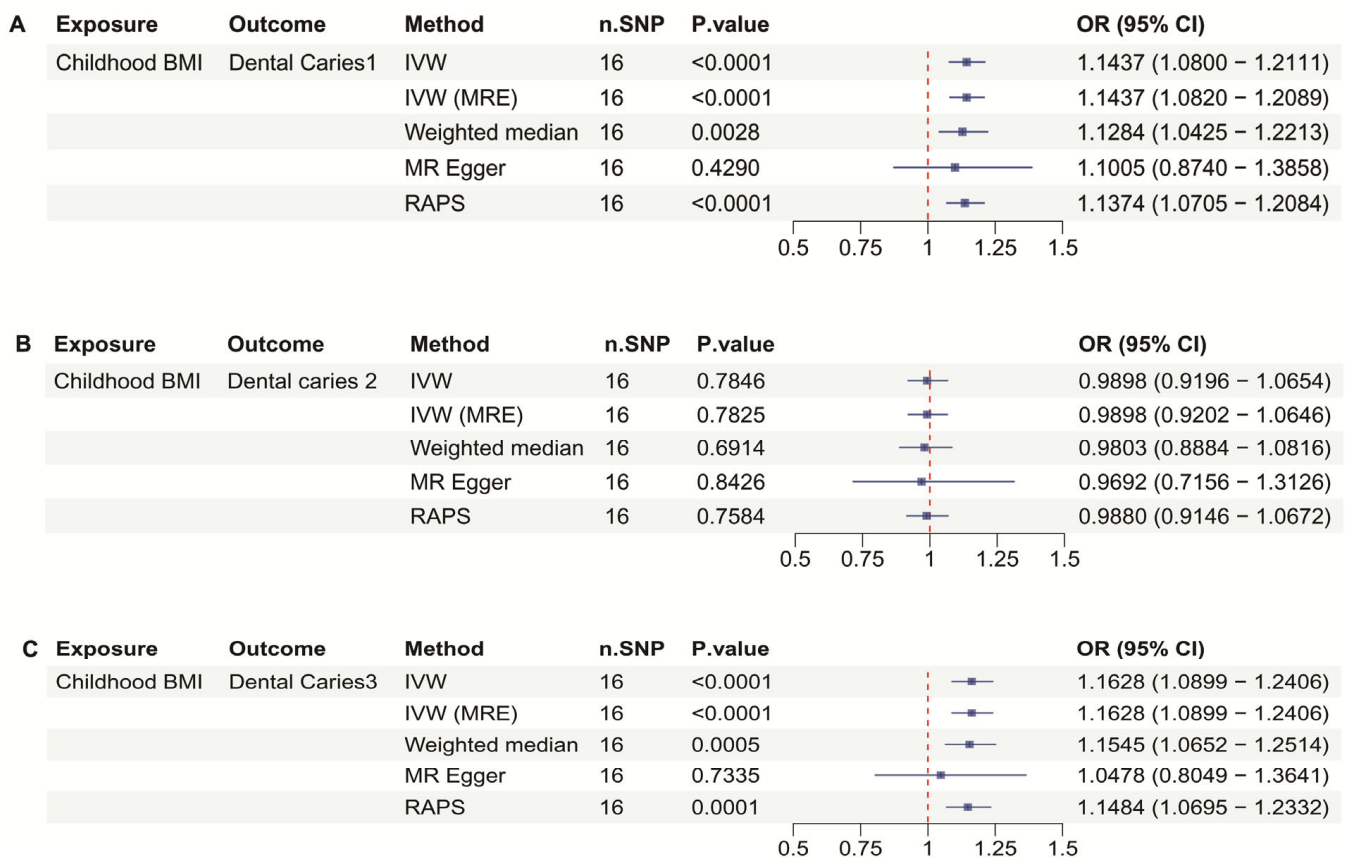 A Exposure Outcome Method n.SNP P.value OR (95% CI)
Childhood BMI Dental Caries1 IVW 16 <0.0001 1.1437 (1.0800 − 1.2111)
IVW (MRE) 16 <0.0001 1.1437 (1.0820 − 1.2089)
Weighted median 16 0.0028 1.1284 (1.0425 − 1.2213)
MR Egger 16 0.4290 1.1005 (0.8740 − 1.3858)
RAPS 16 <0.0001 1.1374 (1.0705 − 1.2084)
0.5 0.75 1 1.25 1.5
B Exposure Outcome Method n.SNP P.value OR (95% CI)
Childhood BMI Dental caries 2 IVW 16 0.7846 0.9898 (0.9196 − 1.0654)
IVW (MRE) 16 0.7825 0.9898 (0.9202 − 1.0646)
Weighted median 16 0.6914 0.9803 (0.8884 − 1.0816)
MR Egger 16 0.8426 0.9692 (0.7156 − 1.3126)
RAPS 16 0.7584 0.9880 (0.9146 − 1.0672)
0.5 0.75 1 1.25 1.5
C Exposure Outcome Method n.SNP P.value OR (95% CI)
Childhood BMI Dental Caries3 IVW 16 <0.0001 1.1628 (1.0899 − 1.2406)
IVW (MRE) 16 <0.0001 1.1628 (1.0899 − 1.2406)
Weighted median 16 0.0005 1.1545 (1.0652 − 1.2514)
MR Egger 16 0.7335 1.0478 (0.8049 − 1.3641)
RAPS 16 0.0001 1.1484 (1.0695 − 1.2332)
0.5 0.75 1 1.25 1.5